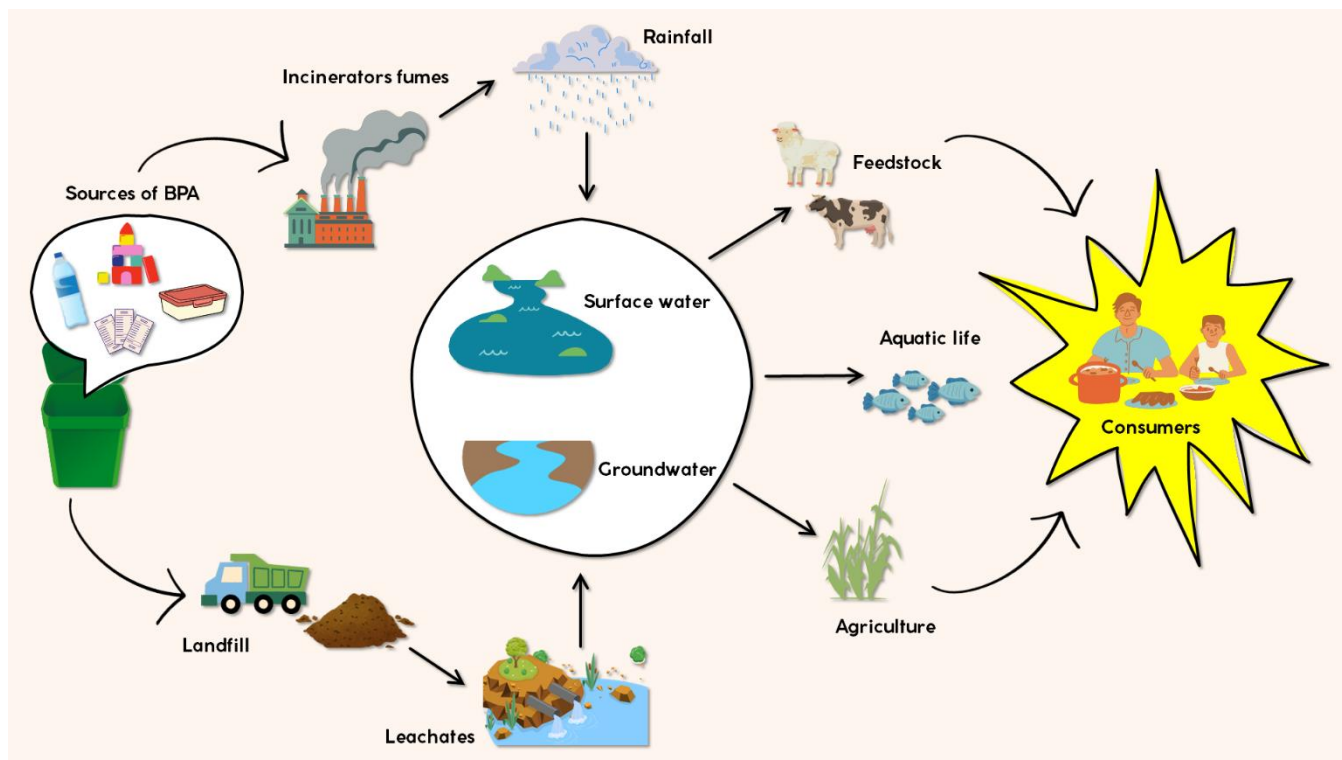 Rainfall
Incinerators fumes
Sources of BPA
Feedstock
Surface water
Aquatic life
Consumers
Groundwater
Agriculture
Landfill
Leachates